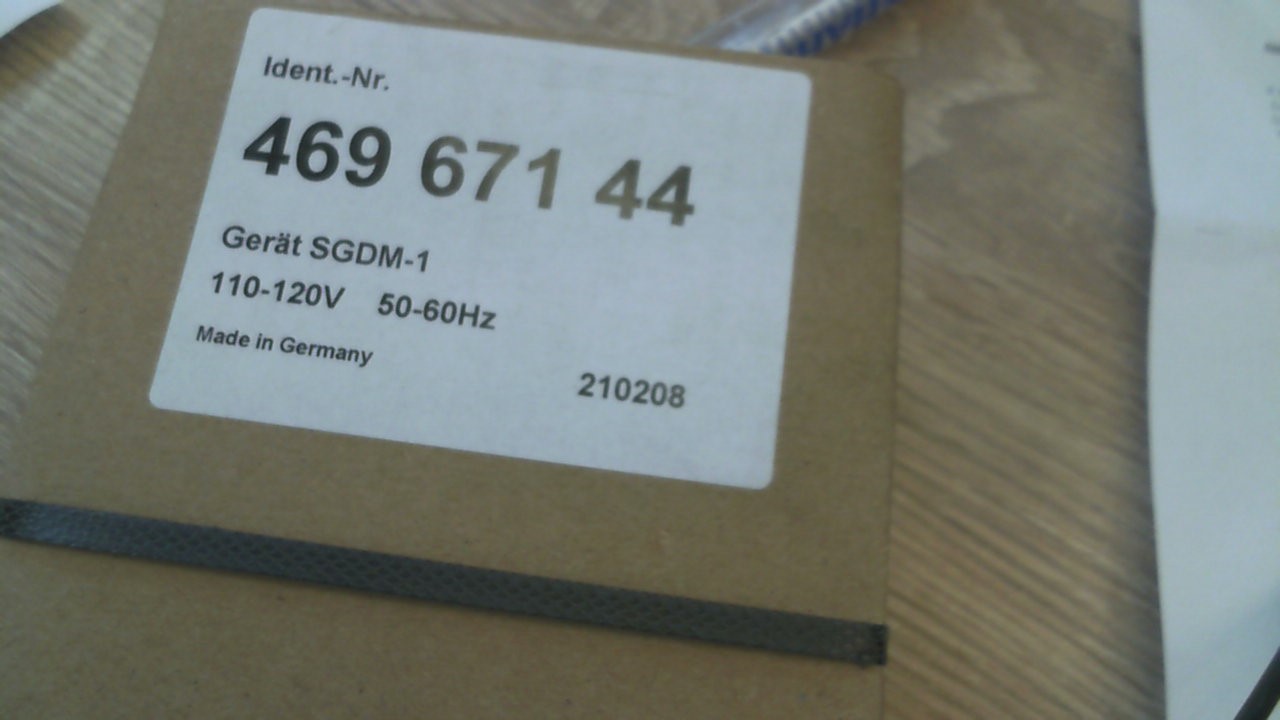 Ident.-Nr.
469 671 44
Gerät SGDM-1
110-120V 50-60Hz
Made in Germany
210208